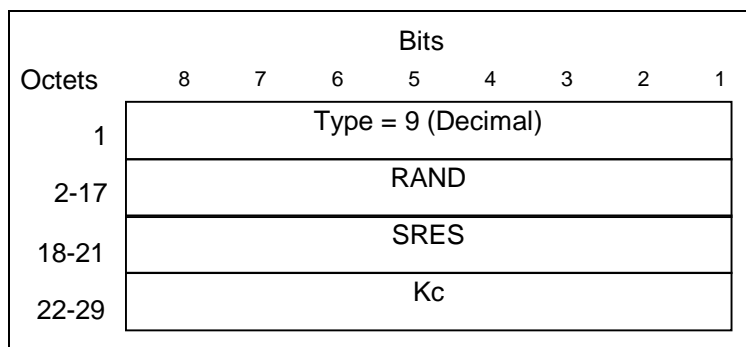 Bits
Octets 8 7 6 5 4 3 2 1
1 Type = 9 (Decimal)
2-17 RAND
18-21 SRES
22-29 Kc